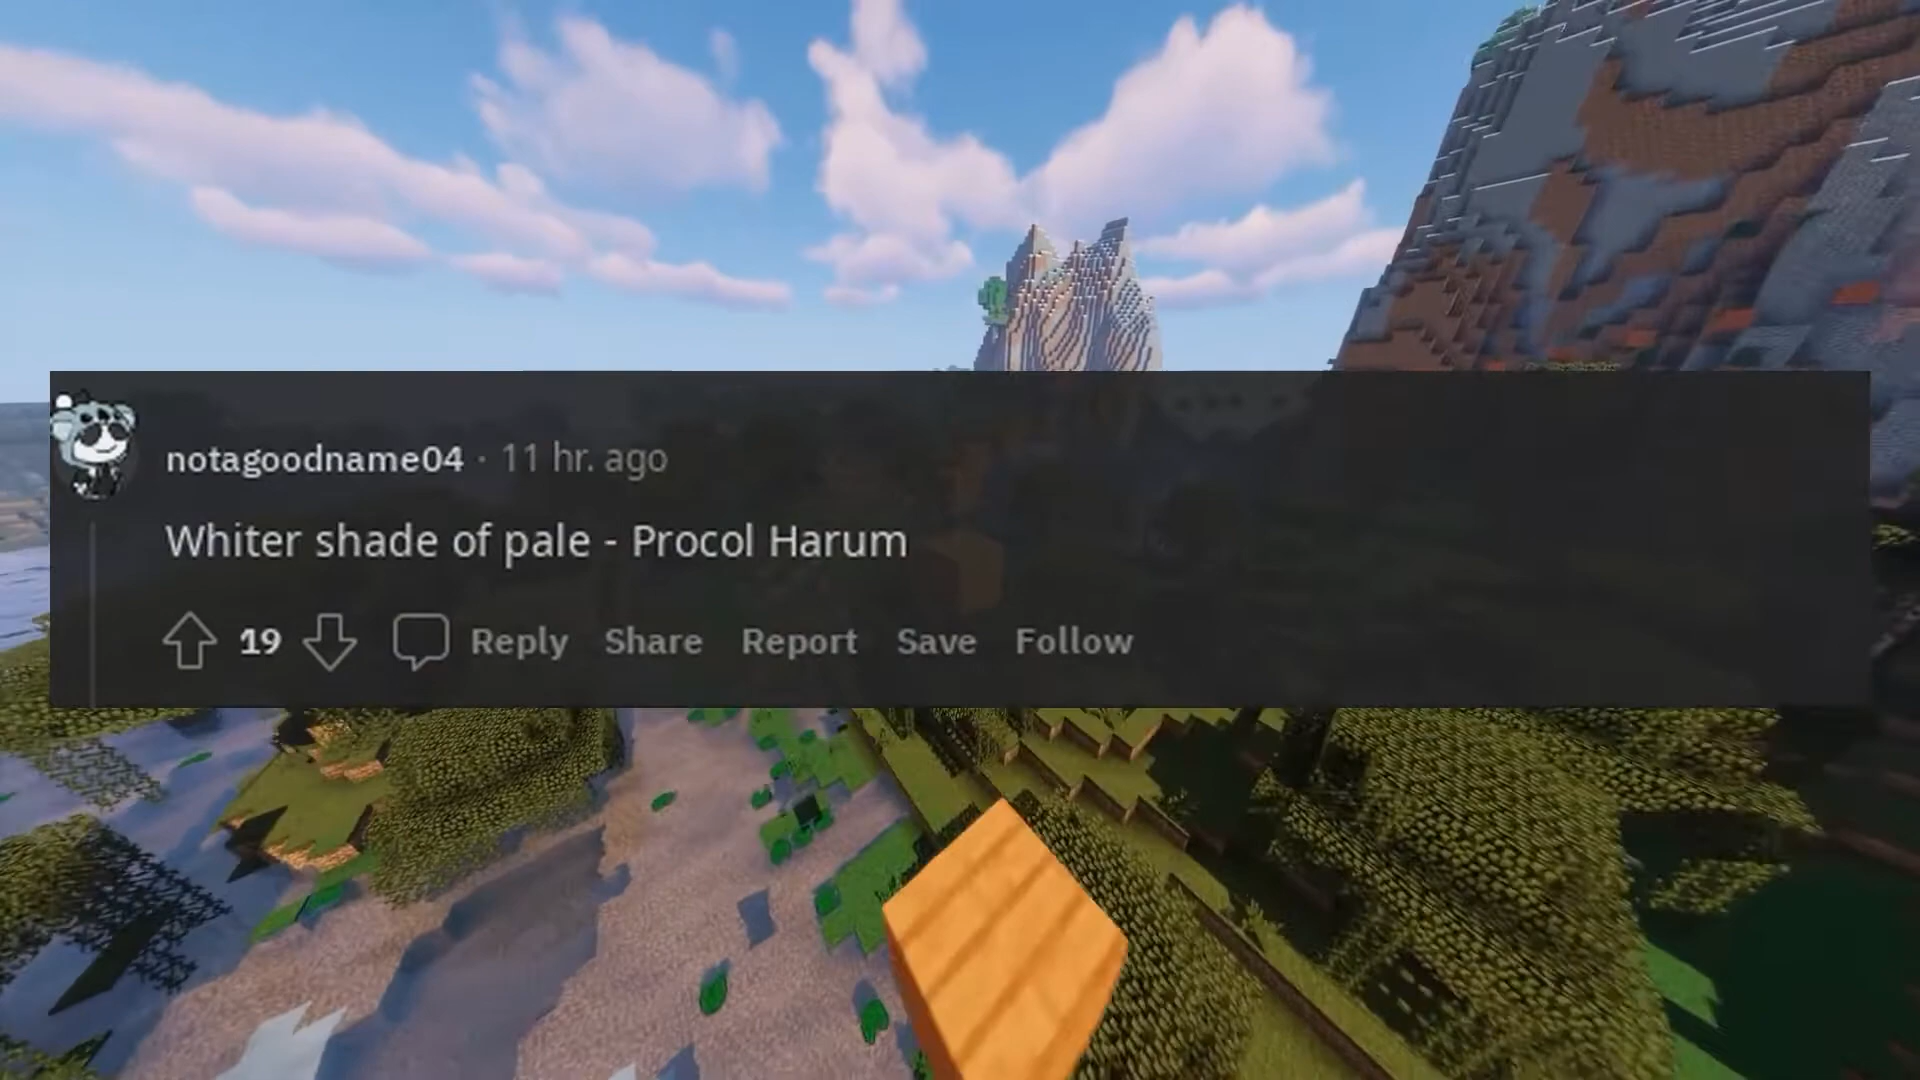 notagoodname04 · 11 hr. ago
Whiter shade of pale - Procol Harum
19 Reply Share Report Save Follow